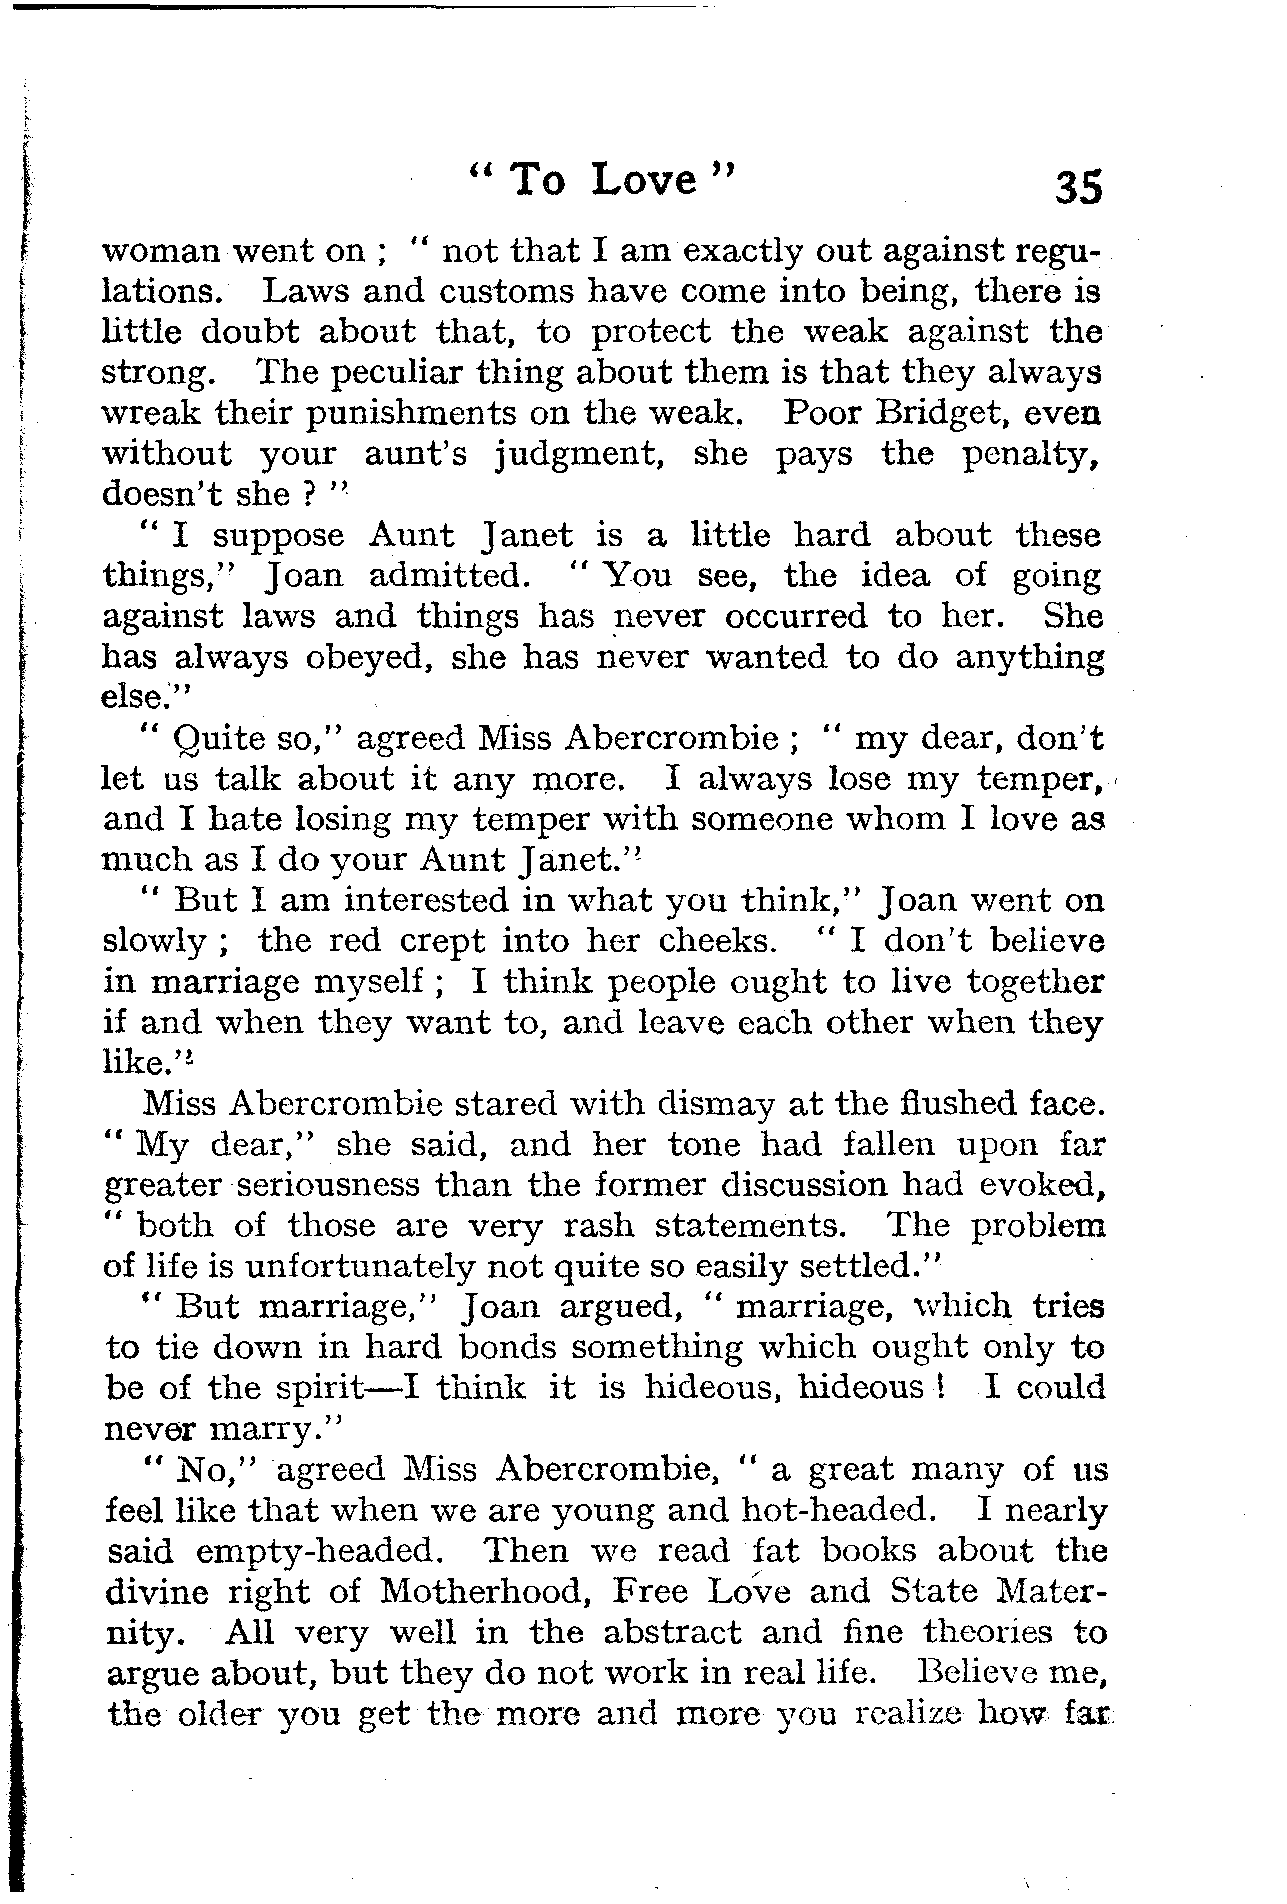 " To Love " 35
woman went on ; " not that I am exactly out against regu-
lations. Laws and customs have come into being, there is
little doubt about that, to protect the weak against the
strong. The peculiar thing about them is that they always
wreak their punishments on the weak. Poor Bridget, even
without your aunt's judgment, she pays the penalty,
doesn't she ? "
" I suppose Aunt Janet is a little hard about these
things," Joan admitted. " You see, the idea of going
against laws and things has never occurred to her. She
has always obeyed, she has never wanted to do anything
else."
" Quite so," agreed Miss Abercrombie ; " my dear, don't
let us talk about it any more. I always lose my temper,
and I hate losing my temper with someone whom I love as
much as I do your Aunt Janet."
" But I am interested in what you think," Joan went on
slowly ; the red crept into her cheeks. " I don't believe
in marriage myself ; I think people ought to live together
if and when they want to, and leave each other when they
like."
Miss Abercrombie stared with dismay at the flushed face.
" My dear," she said, and her tone had fallen upon far
greater seriousness than the former discussion had evoked,
" both of those are very rash statements. The problem
of life is unfortunately not quite so easily settled."
" But marriage," Joan argued, " marriage, which tries
to tie down in hard bonds something which ought only to
be of the spirit—I think it is hideous, hideous ! I could
never marry."
" No," agreed Miss Abercrombie, " a great many of us
feel like that when we are young and hot-headed. I nearly
said empty-headed. Then we read fat books about the
divine right of Motherhood, Free Love and State Mater-
nity. All very well in the abstract and fine theories to
argue about, but they do not work in real life. Believe me,
the older you get the more and more you realize how far